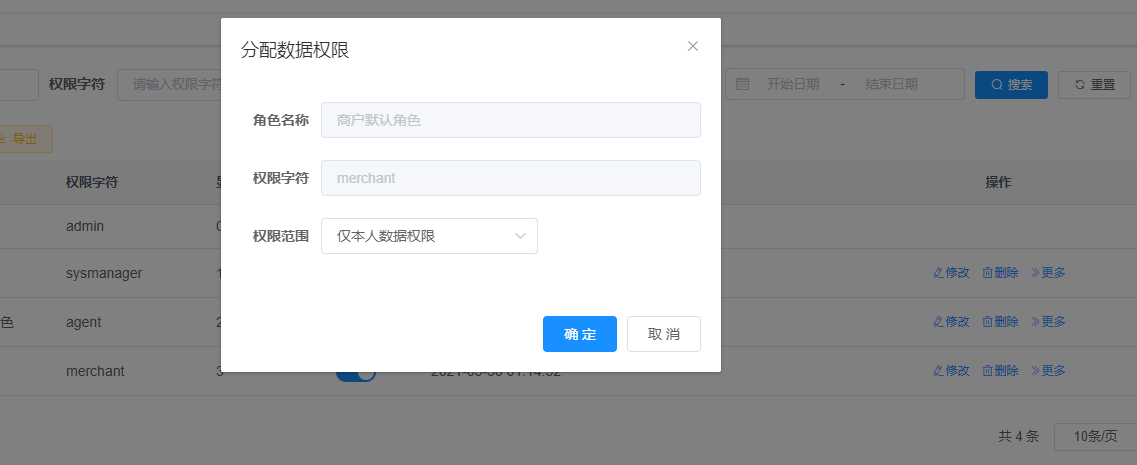 分配数据权限
权限字符 请输入权限字符 开始日期 - 结束日期 搜索 重置
角色名称 商户默认角色
导出
权限字符 merchant
权限字符 操作
admin 0
权限范围 仅本人数据权限
sysmanager 1 修改 删除 更多
色 agent 2 修改 删除 更多
确定 取消
merchant 3 修改 删除 更多
共 4 条 10条/页